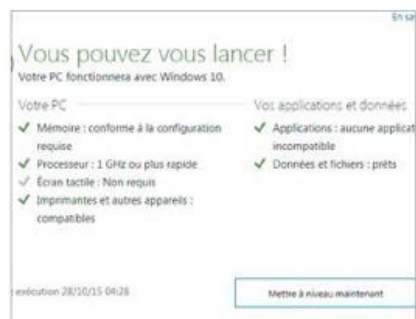 En sa
Vous pouvez vous lancer !
Votre PC fonctionnera avec Windows 10.
Votre PC
✔ Mémoire : conforme à la configuration
requise
✔ Processeur : 1 GHz ou plus rapide
✔ Écran tactile : Non requis
✔ Imprimantes et autres appareils :
compatibles
Vos applications et données
✔ Applications : aucune applicat
incompatible
✔ Données et fichiers : prêts
exécution 28/10/15 04:28
Mettre à niveau maintenant